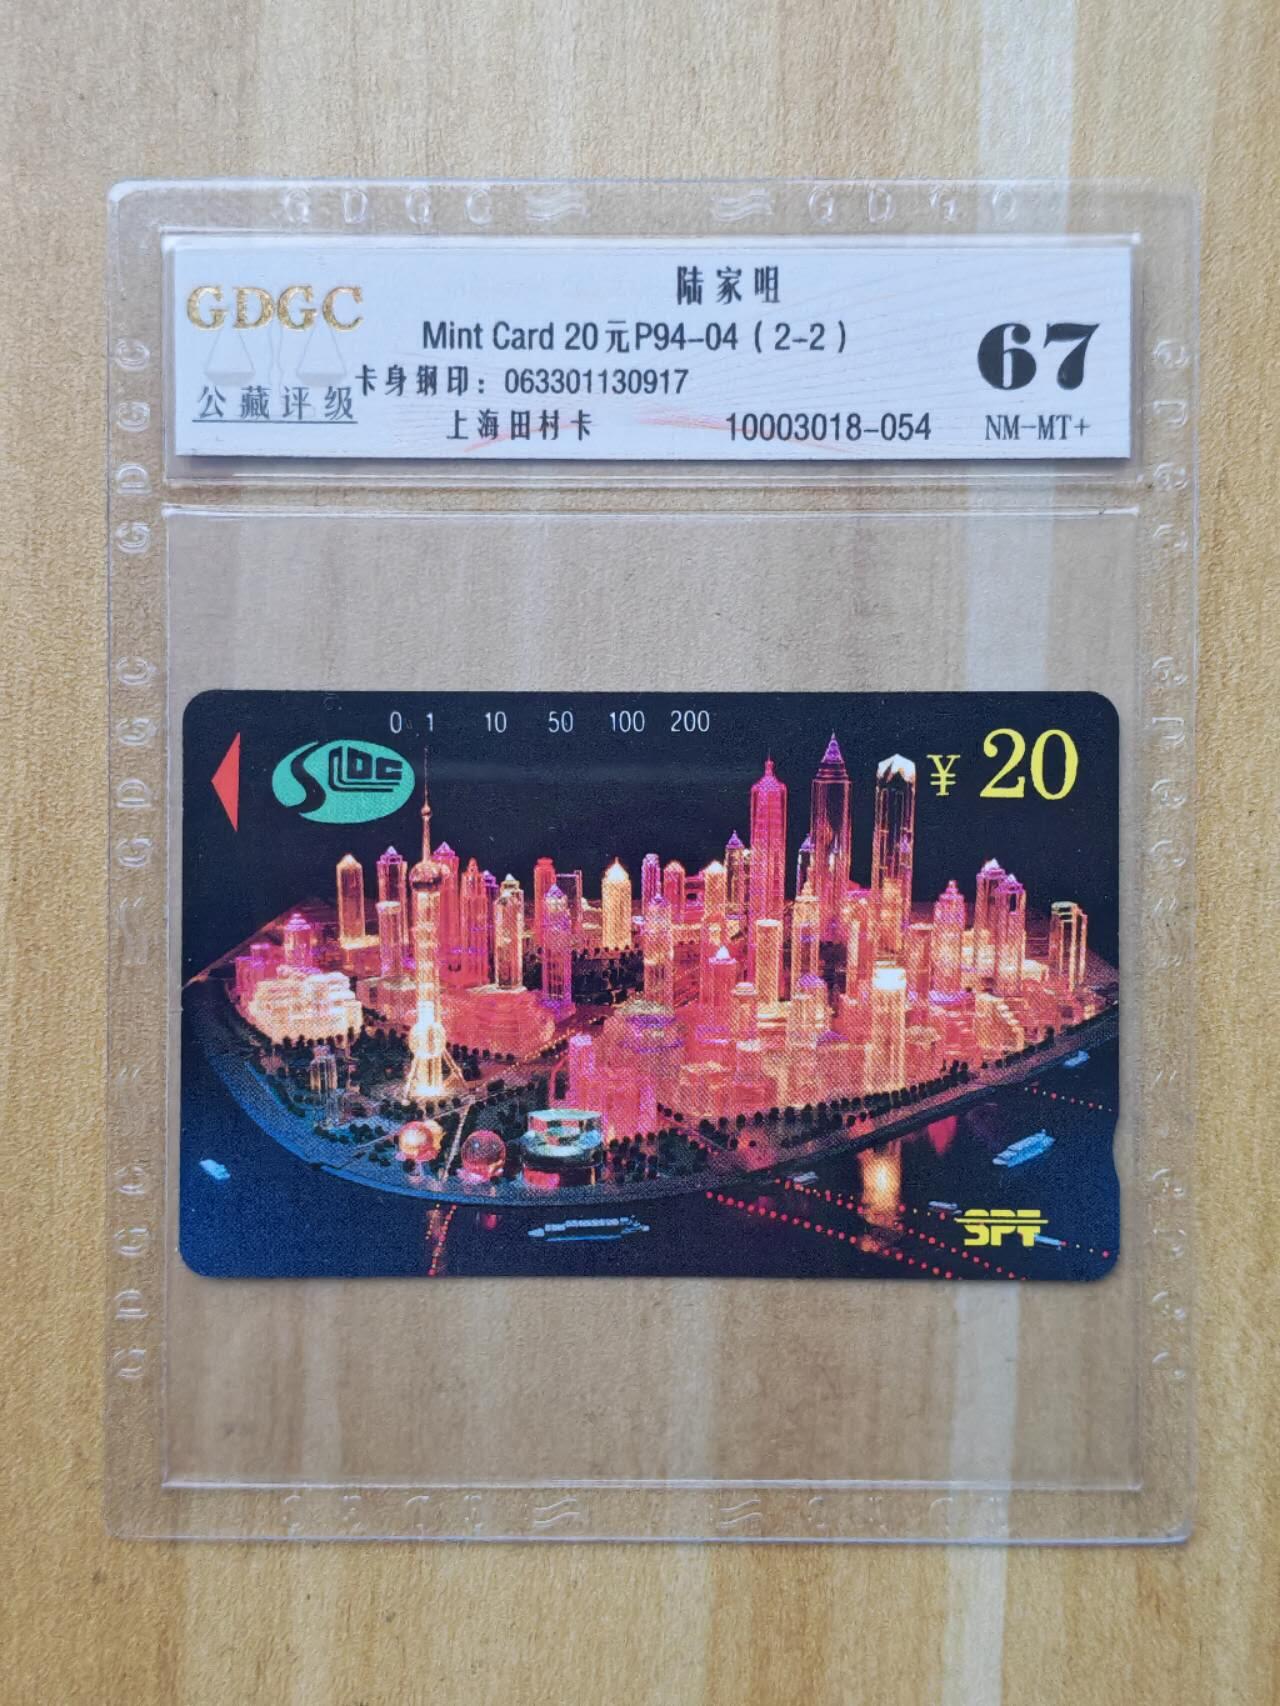 GDGC
公藏评级
陆家咀
Mint Card 20元P94-04（2-2）
卡身钢印：063301130917
上海田村卡 10003018-054
67
NM-MT+
0 1 10 50 100 200
¥ 20
SPT